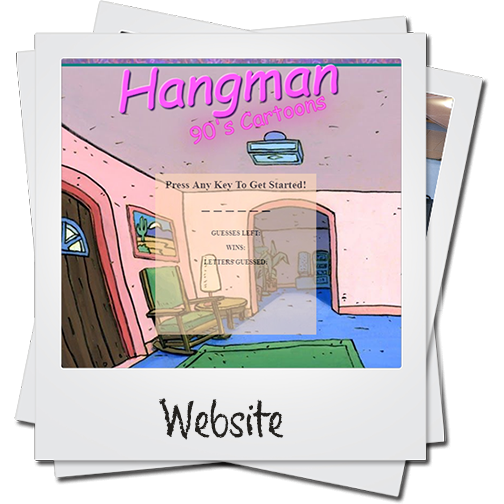 Hangman
90's Cartoons
Press Any Key To Get Started!
GUESSES LEFT:
WINS:
LETTERS GUESSED
Website